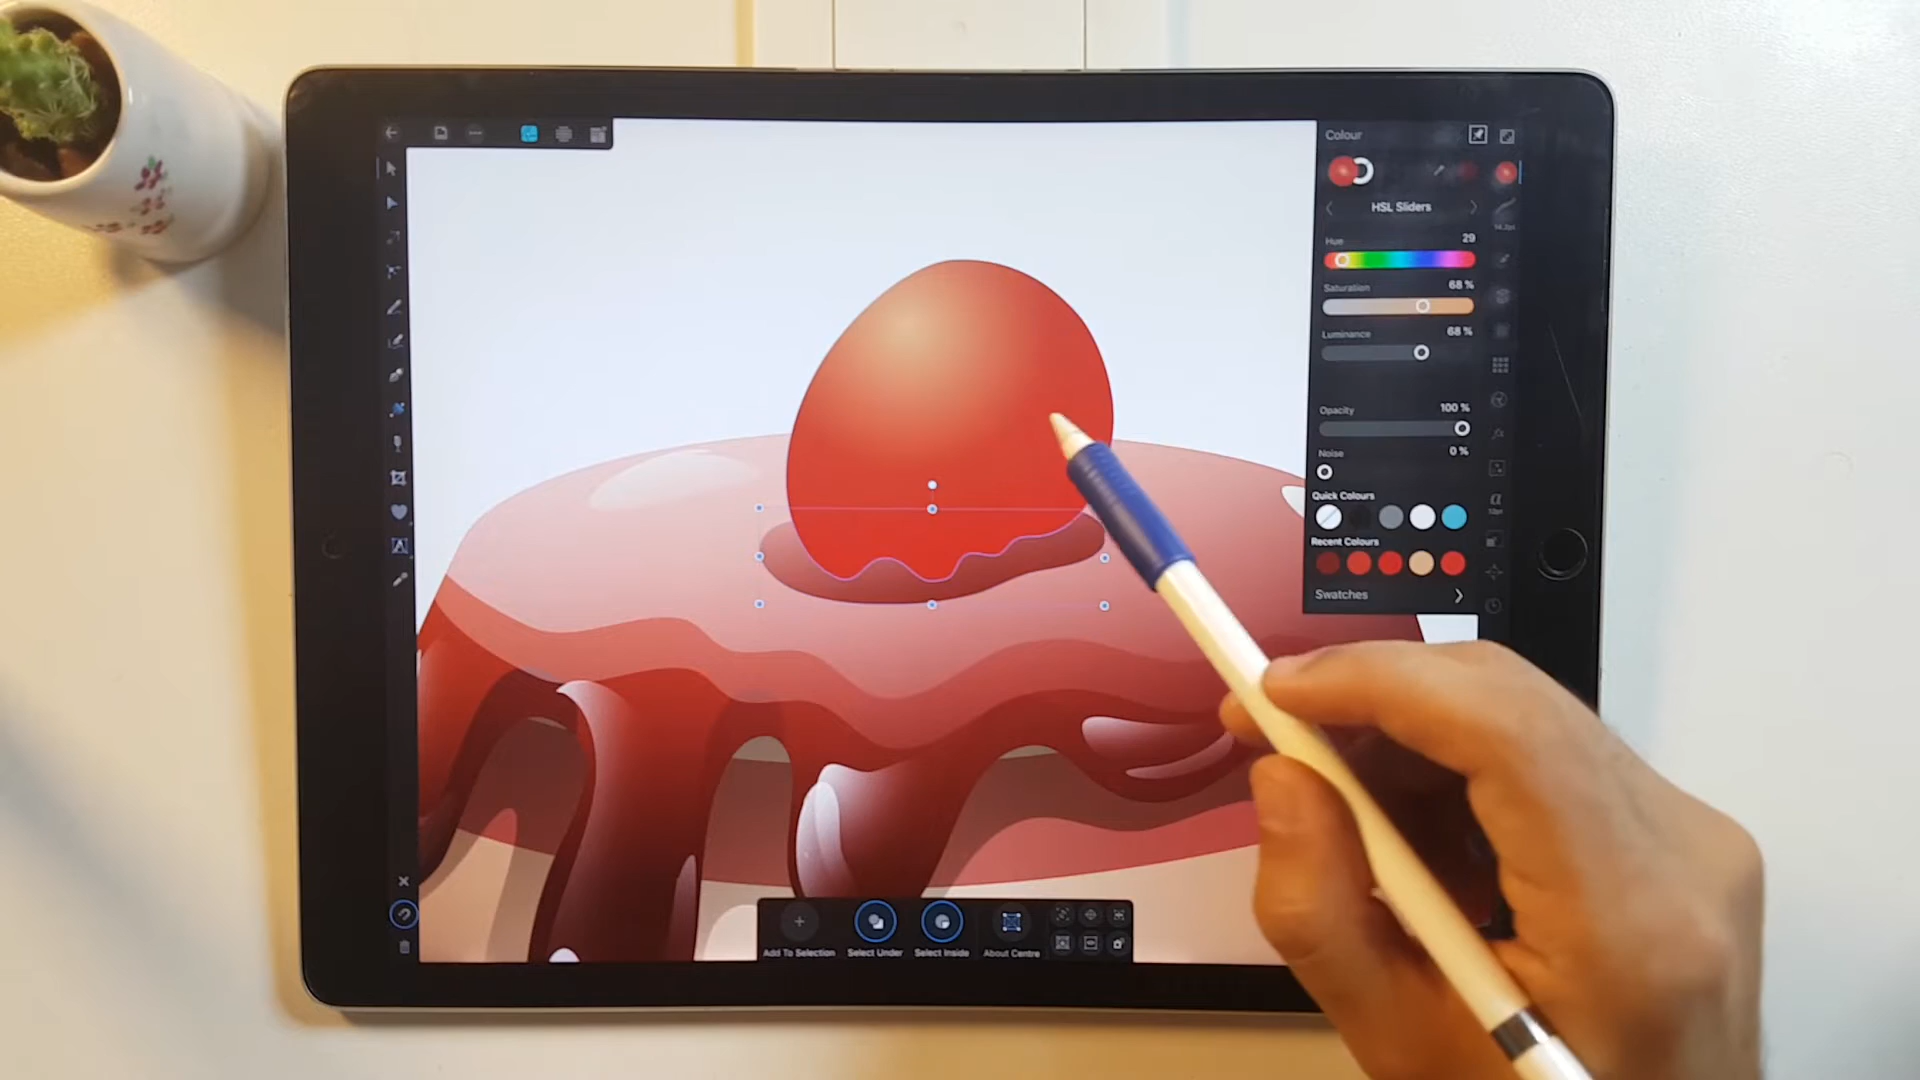 Colour
HSL Sliders
Hue 29
Saturation 68 %
Luminance 68 %
Opacity 100 %
Noise 0 %
Quick Colours
Recent Colours
Swatches
Add To Selection
Select Under
Select Inside
About Centre